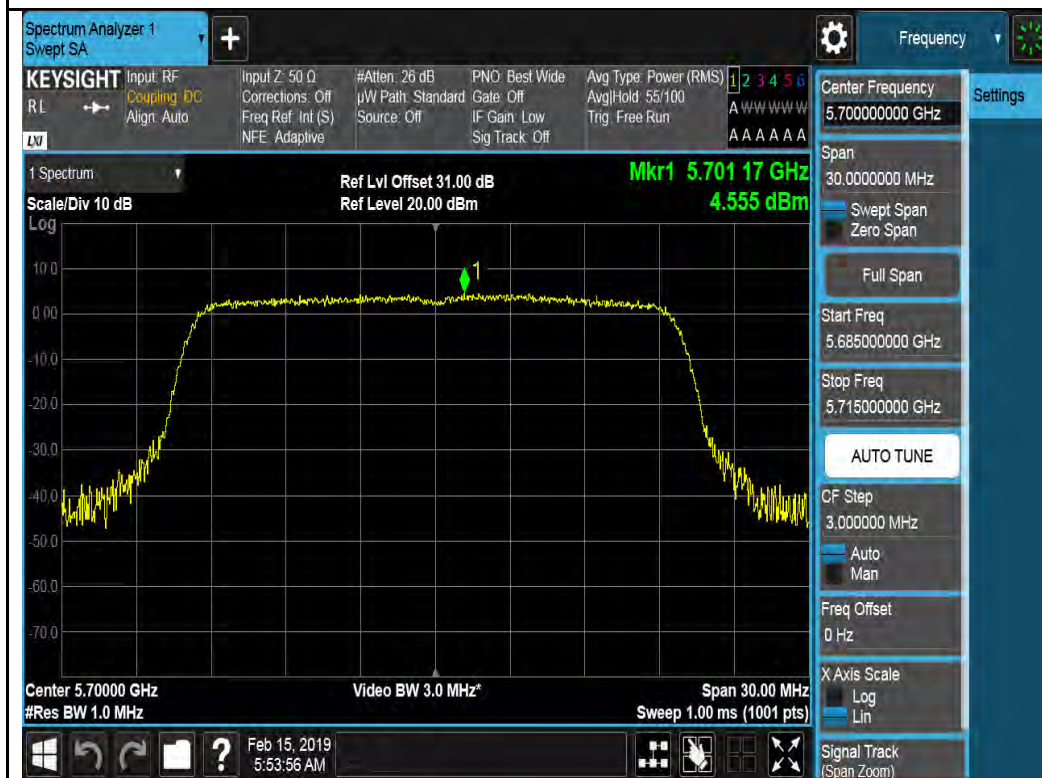 Spectrum Analyzer 1
Swept SA
+
Frequency
KEYSIGHT
R L
LXI
Input: RF
Coupling: DC
Align: Auto
Input Z: 50 Ω
Corrections: Off
Freq Ref: Int (S)
NFE: Adaptive
#Atten: 26 dB
µW Path: Standard
Source: Off
PNO: Best Wide
Gate: Off
IF Gain: Low
Sig Track: Off
Avg Type: Power (RMS)
Avg|Hold: 55/100
Trig: Free Run
1 2 3 4 5 6
A W W W W W
A A A A A A
1 Spectrum
Scale/Div 10 dB
Ref Lvl Offset 31.00 dB
Ref Level 20.00 dBm
Mkr1 5.701 17 GHz
4.555 dBm
Log
10.0
0.00
-10.0
-20.0
-30.0
-40.0
-50.0
-60.0
-70.0
1
Center 5.70000 GHz
#Res BW 1.0 MHz
Video BW 3.0 MHz*
Span 30.00 MHz
Sweep 1.00 ms (1001 pts)
?
Feb 15, 2019
5:53:56 AM
Center Frequency
5.700000000 GHz
Settings
Span
30.0000000 MHz
Swept Span
Zero Span
Full Span
Start Freq
5.685000000 GHz
Stop Freq
5.715000000 GHz
AUTO TUNE
CF Step
3.000000 MHz
Auto
Man
Freq Offset
0 Hz
X Axis Scale
Log
Lin
Signal Track
(Span Zoom)